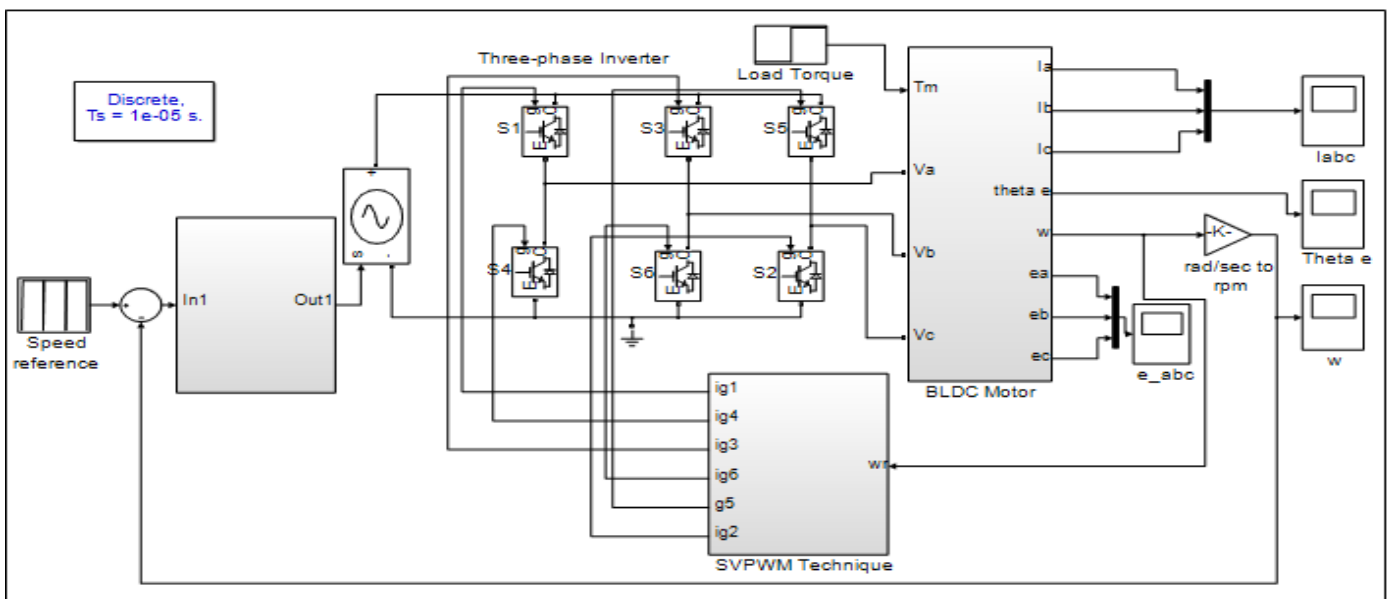 Discrete,
Ts = 1e-05 s.
Three-phase Inverter
Load Torque
Speed
reference
+
-
In1
Out1
+
s
-
g C
S1
E
g C
S3
E
g C
S5
E
g C
S4
E
g C
S6
E
g C
S2
E
Tm
Va
Vb
Vc
Ia
Ib
Ic
theta e
w
ea
eb
ec
BLDC Motor
Iabc
Theta e
-K-
rad/sec to
rpm
e_abc
w
ig1
ig4
ig3
ig6
g5
ig2
wr
SVPWM Technique